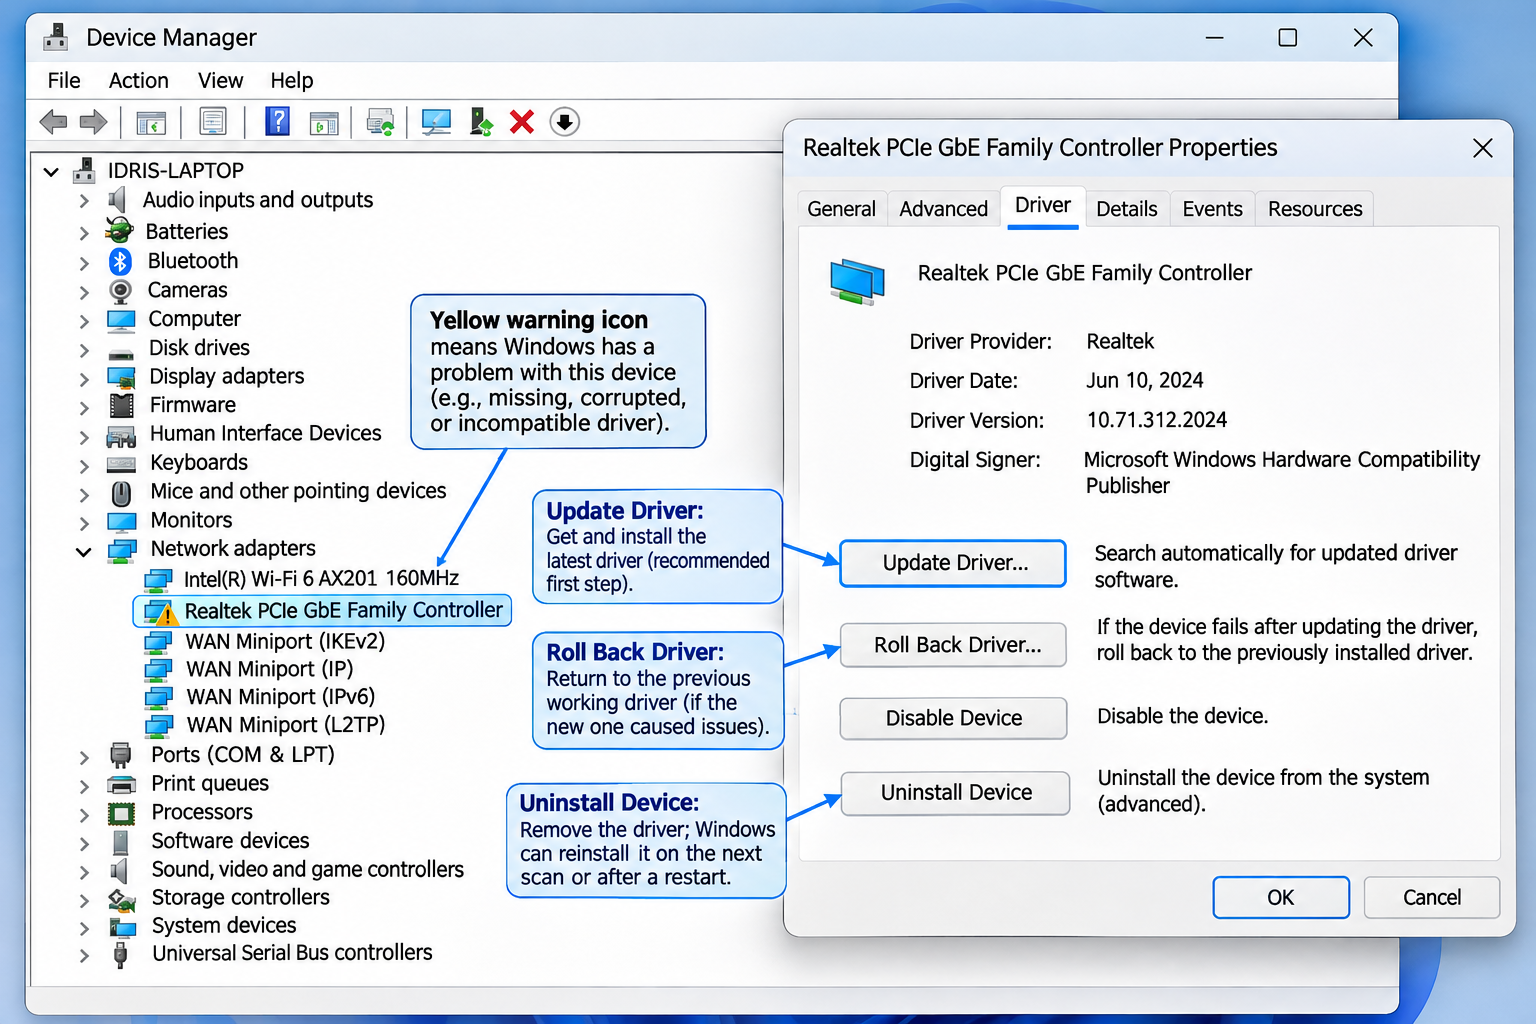 Device Manager
File Action View Help
IDRIS-LAPTOP
Audio inputs and outputs
Batteries
Bluetooth
Cameras
Computer
Disk drives
Display adapters
Firmware
Human Interface Devices
Keyboards
Mice and other pointing devices
Monitors
Network adapters
Intel(R) Wi-Fi 6 AX201 160MHz
Realtek PCIe GbE Family Controller
WAN Miniport (IKEv2)
WAN Miniport (IP)
WAN Miniport (IPv6)
WAN Miniport (L2TP)
Ports (COM & LPT)
Print queues
Processors
Software devices
Sound, video and game controllers
Storage controllers
System devices
Universal Serial Bus controllers
Yellow warning icon
means Windows has a
problem with this device
(e.g., missing, corrupted,
or incompatible driver).
Update Driver:
Get and install the
latest driver (recommended
first step).
Roll Back Driver:
Return to the previous
working driver (if the
new one caused issues).
Uninstall Device:
Remove the driver; Windows
can reinstall it on the next
scan or after a restart.
Realtek PCIe GbE Family Controller Properties
General Advanced Driver Details Events Resources
Realtek PCIe GbE Family Controller
Driver Provider: Realtek
Driver Date: Jun 10, 2024
Driver Version: 10.71.312.2024
Digital Signer: Microsoft Windows Hardware Compatibility
Publisher
Update Driver...
Search automatically for updated driver
software.
Roll Back Driver...
If the device fails after updating the driver,
roll back to the previously installed driver.
Disable Device
Disable the device.
Uninstall Device
Uninstall the device from the system
(advanced).
OK Cancel